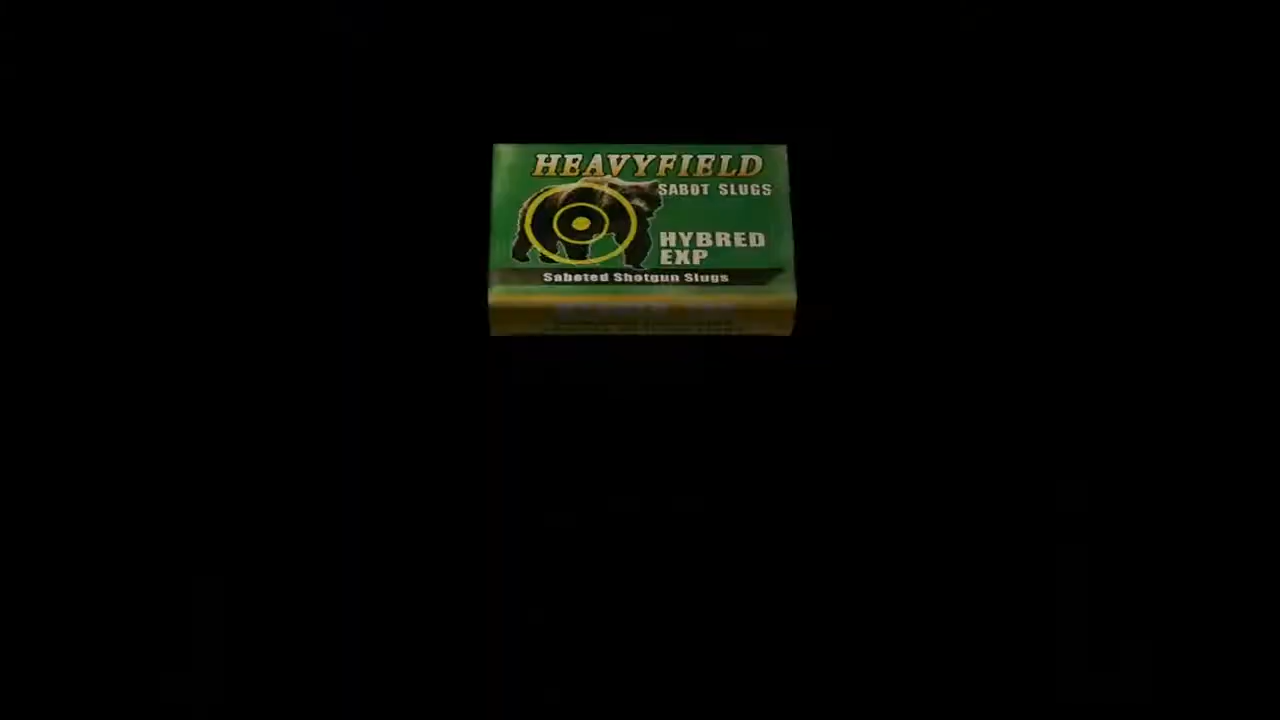 HEAVYFIELD
SABOT SLUGS
HYBRED
EXP
Saboted Shotgun Slugs